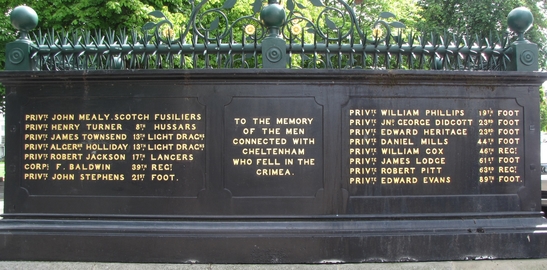 PRIVTE JOHN MEALY. SCOTCH FUSILIERS
PRIVTE HENRY TURNER 8TH HUSSARS
PRIVTE JAMES TOWNSEND 13TH LIGHT DRAGNS
PRIVTE ALGERN HOLLIDAY 13TH LIGHT DRAGNS
PRIVTE ROBERT JACKSON 17TH LANCERS
CORPL F. BALDWIN 39TH REGT
PRIVTE JOHN STEPHENS 21ST FOOT.
TO THE MEMORY
OF THE MEN
CONNECTED WITH
CHELTENHAM
WHO FELL IN THE
CRIMEA.
PRIVTE WILLIAM PHILLIPS 19TH FOOT
PRIVTE JNO GEORGE DIDCOTT 23RD FOOT
PRIVTE EDWARD HERITAGE 23RD FOOT
PRIVTE DANIEL MILLS 44TH FOOT
PRIVTE WILLIAM COX 46TH REGT
PRIVTE JAMES LODGE 61ST FOOT
PRIVTE ROBERT PITT 63RD REGT
PRIVTE EDWARD EVANS 89TH FOOT.